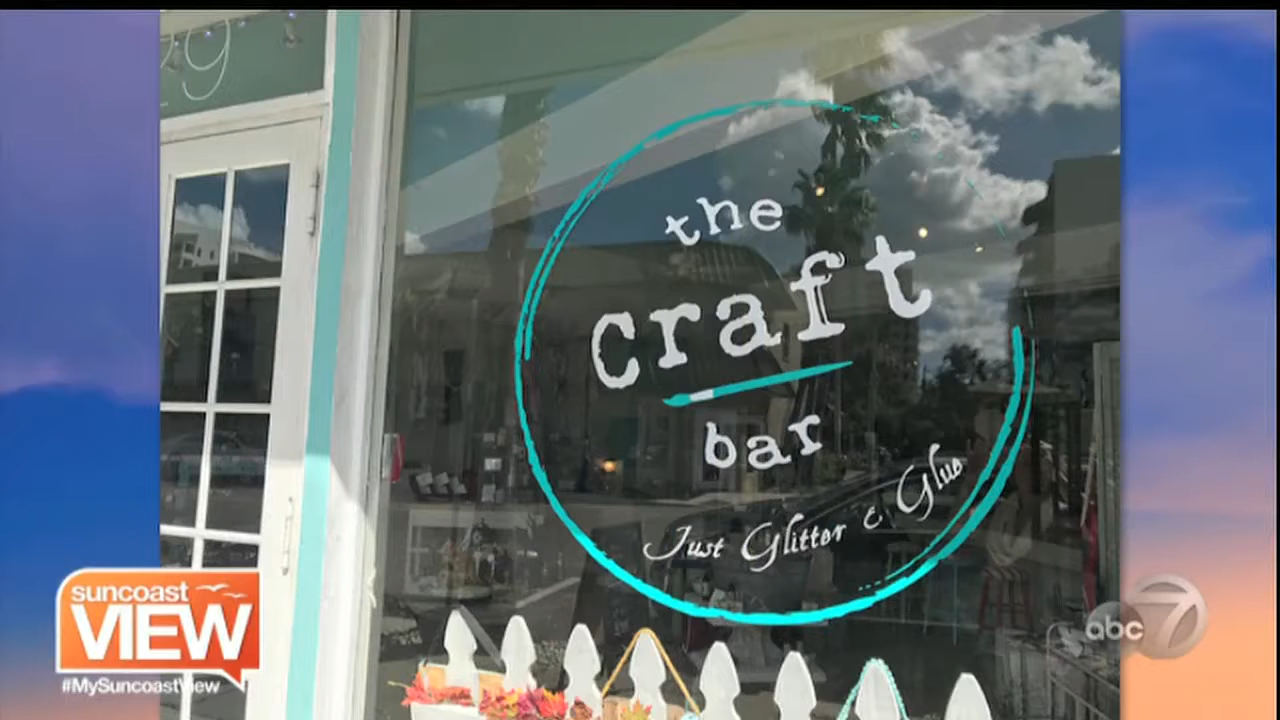 the
craft
bar
Just Glitter & Glue
suncoast
VIEW
#MySuncoastView
abc 7